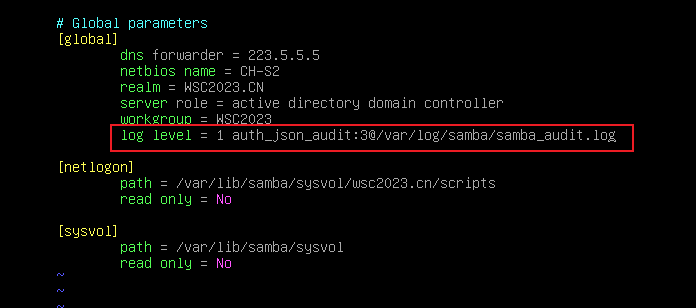 # Global parameters
[global]
dns forwarder = 223.5.5.5
netbios name = CH-S2
realm = WSC2023.CN
server role = active directory domain controller
workgroup = WSC2023
log level = 1 auth_json_audit:3@/var/log/samba/samba_audit.log
[netlogon]
path = /var/lib/samba/sysvol/wsc2023.cn/scripts
read only = No
[sysvol]
path = /var/lib/samba/sysvol
read only = No
~
~
~